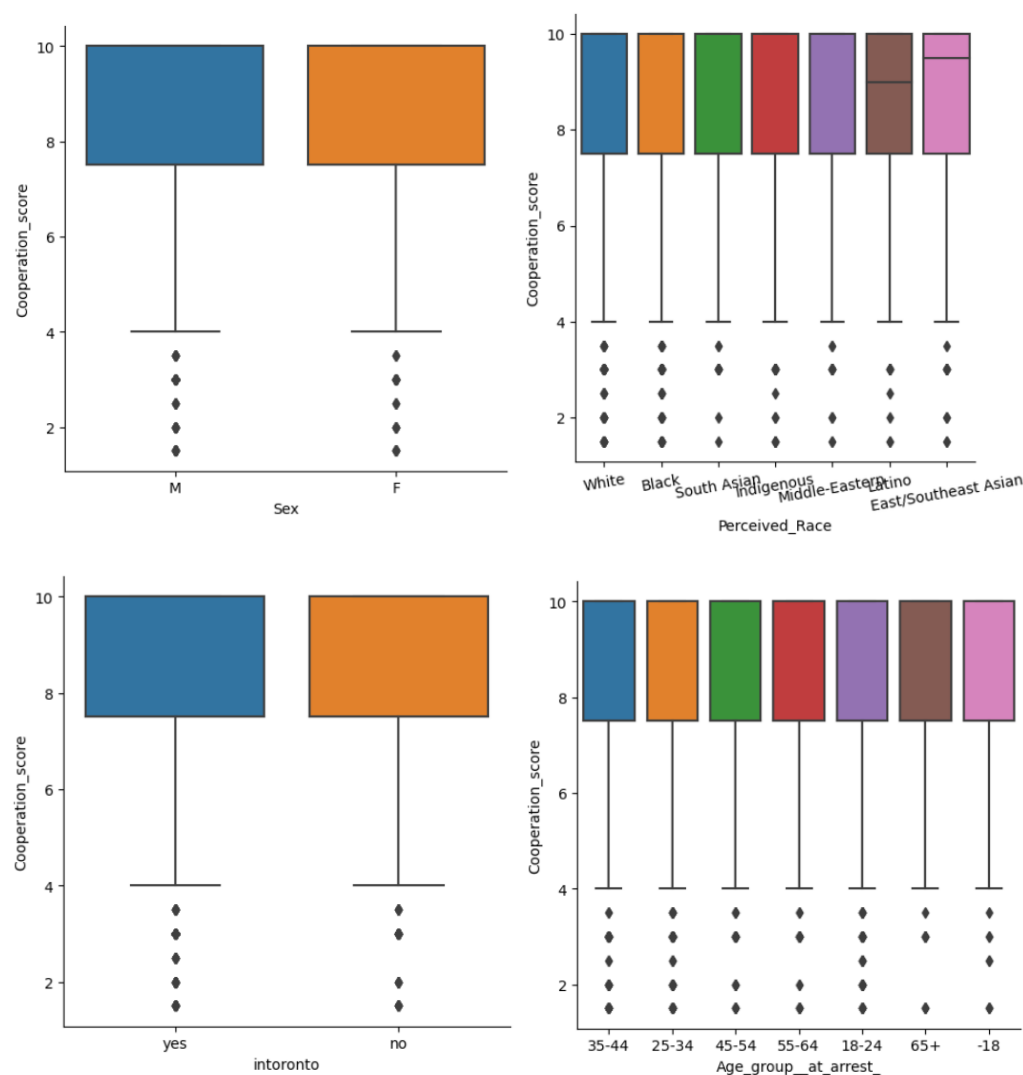 Cooperation_score
10
8
6
4
2
M F
Sex
Cooperation_score
10
8
6
4
2
White Black South Asian Indigenous Middle-Eastern Latino East/Southeast Asian
Perceived_Race
Cooperation_score
10
8
6
4
2
yes no
intoronto
Cooperation_score
10
8
6
4
2
35-44 25-34 45-54 55-64 18-24 65+ -18
Age_group__at_arrest_